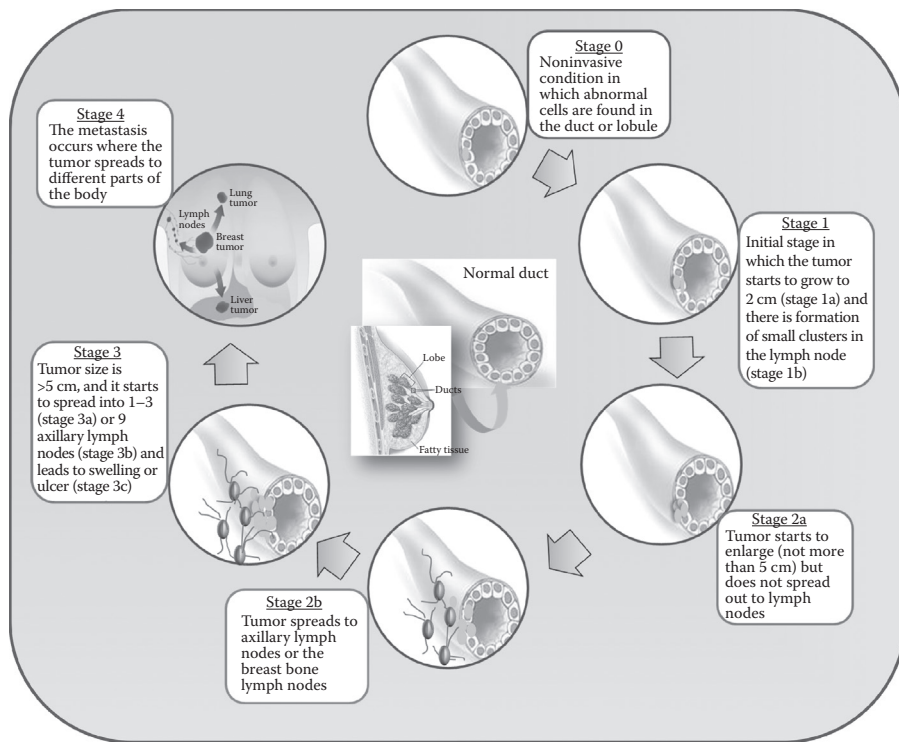 Stage 0
Noninvasive
condition in
which abnormal
cells are found in
the duct or lobule
Stage 1
Initial stage in
which the tumor
starts to grow to
2 cm (stage 1a) and
there is formation
of small clusters in
the lymph node
(stage 1b)
Stage 2a
Tumor starts to
enlarge (not more
than 5 cm) but
does not spread
out to lymph
nodes
Stage 2b
Tumor spreads to
axillary lymph
nodes or the
breast bone
lymph nodes
Stage 3
Tumor size is
>5 cm, and it starts
to spread into 1–3
(stage 3a) or 9
axillary lymph
nodes (stage 3b) and
leads to swelling or
ulcer (stage 3c)
Stage 4
The metastasis
occurs where the
tumor spreads to
different parts of
the body
Lung
tumor
Lymph
nodes
Breast
tumor
Liver
tumor
Normal duct
Lobe
Ducts
Fatty tissue